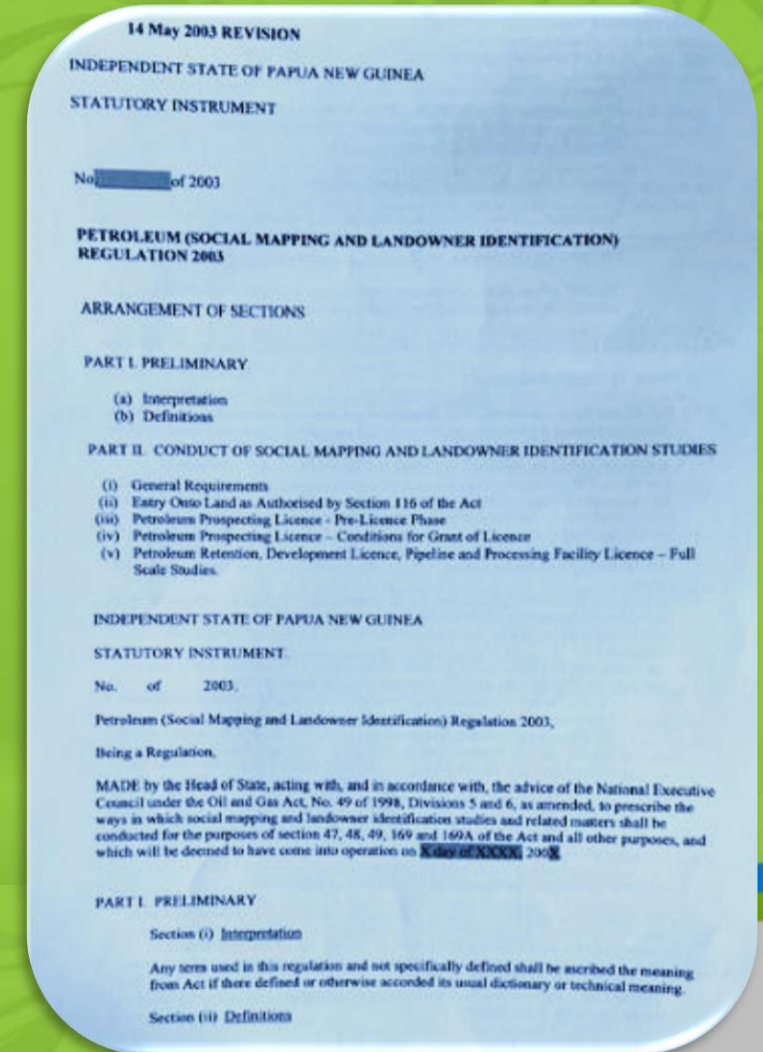 14 May 2003 REVISION
INDEPENDENT STATE OF PAPUA NEW GUINEA
STATUTORY INSTRUMENT
No of 2003
PETROLEUM (SOCIAL MAPPING AND LANDOWNER IDENTIFICATION)
REGULATION 2003
ARRANGEMENT OF SECTIONS
PART I. PRELIMINARY
(a) Interpretation
(b) Definitions
PART II. CONDUCT OF SOCIAL MAPPING AND LANDOWNER IDENTIFICATION STUDIES
(i) General Requirements
(ii) Entry Onto Land as Authorised by Section 116 of the Act
(iii) Petroleum Prospecting Licence - Pre-Licence Phase
(iv) Petroleum Prospecting Licence – Conditions for Grant of Licence
(v) Petroleum Retention, Development Licence, Pipeline and Processing Facility Licence – Full
Scale Studies.
INDEPENDENT STATE OF PAPUA NEW GUINEA
STATUTORY INSTRUMENT.
No. of 2003.
Petroleum (Social Mapping and Landowner Identification) Regulation 2003,
Being a Regulation,
MADE by the Head of State, acting with, and in accordance with, the advice of the National Executive
Council under the Oil and Gas Act, No. 49 of 1998, Divisions 5 and 6, as amended, to prescribe the
ways in which social mapping and landowner identification studies and related matters shall be
conducted for the purposes of section 47, 48, 49, 169 and 169A of the Act and all other purposes, and
which will be deemed to have come into operation on X day of XXXX, 200X
PART I. PRELIMINARY
Section (i) Interpretation
Any term used in this regulation and not specifically defined shall be ascribed the meaning
from Act if there defined or otherwise accorded its usual dictionary or technical meaning.
Section (ii) Definitions